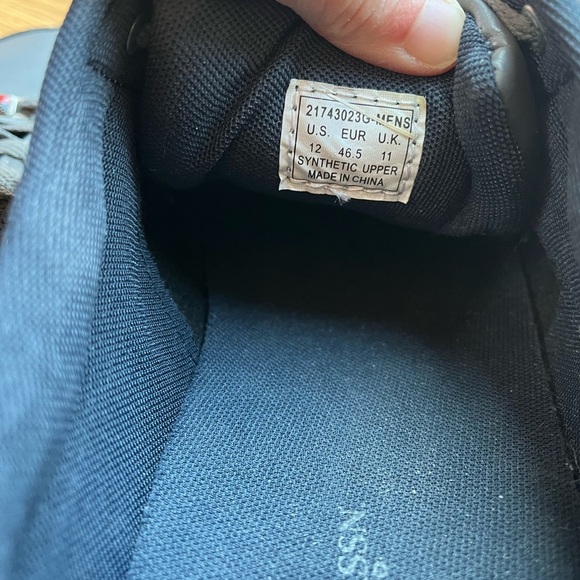 21743023G-MENS
U.S. EUR U.K.
12 46.5 11
SYNTHETIC UPPER
MADE IN CHINA